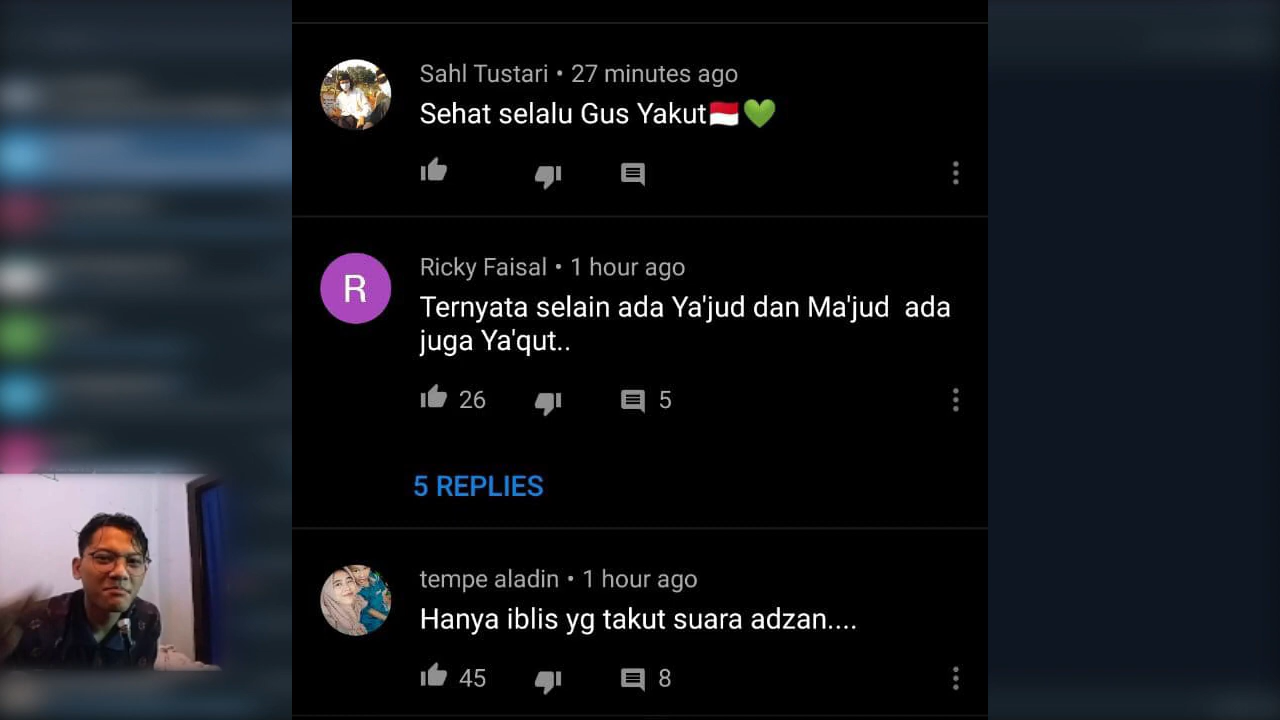 Sahl Tustari • 27 minutes ago
Sehat selalu Gus Yakut🇮🇩💚
R
Ricky Faisal • 1 hour ago
Ternyata selain ada Ya'jud dan Ma'jud  ada
juga Ya'qut..
26
5
5 REPLIES
tempe aladin • 1 hour ago
Hanya iblis yg takut suara adzan....
45
8